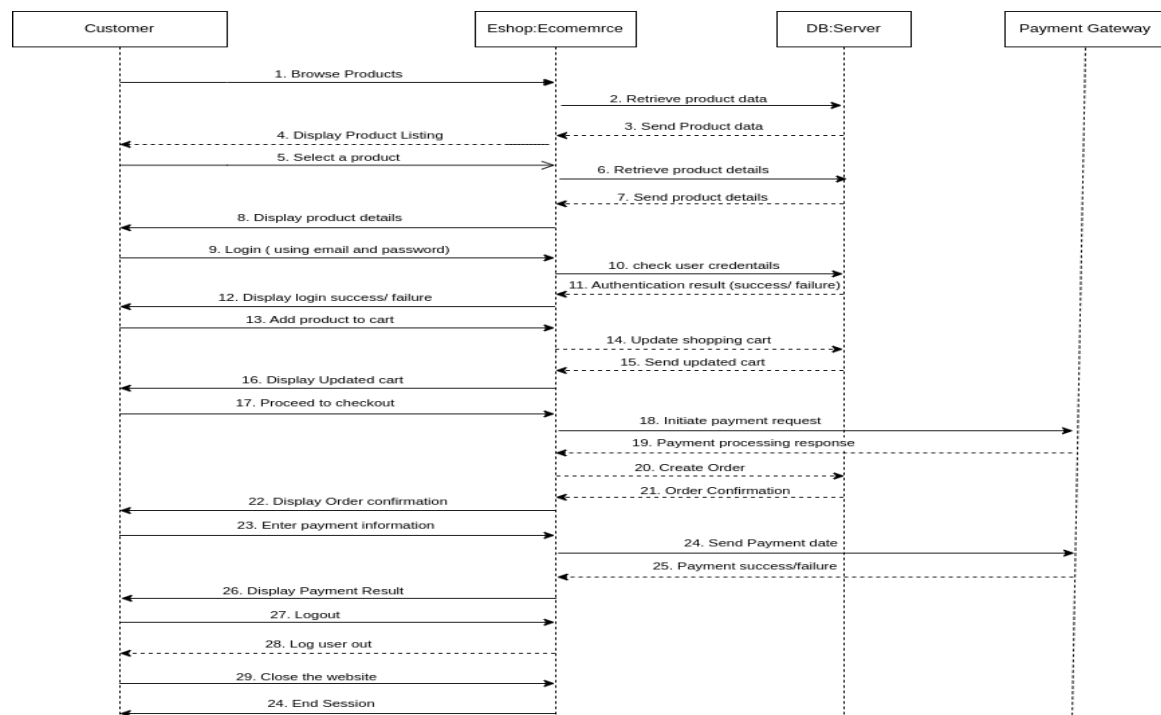 Customer
Eshop:Ecomemrce
DB:Server
Payment Gateway
1. Browse Products
2. Retrieve product data
3. Send Product data
4. Display Product Listing
5. Select a product
6. Retrieve product details
7. Send product details
8. Display product details
9. Login ( using email and password)
10. check user credentails
11. Authentication result (success/ failure)
12. Display login success/ failure
13. Add product to cart
14. Update shopping cart
15. Send updated cart
16. Display Updated cart
17. Proceed to checkout
18. Initiate payment request
19. Payment processing response
20. Create Order
21. Order Confirmation
22. Display Order confirmation
23. Enter payment information
24. Send Payment date
25. Payment success/failure
26. Display Payment Result
27. Logout
28. Log user out
29. Close the website
24. End Session